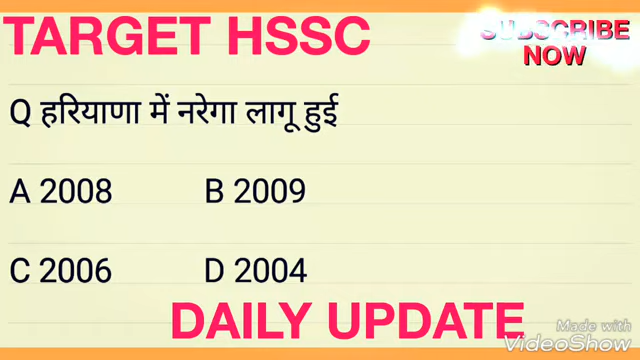 TARGET HSSC
SUBSCRIBE
NOW
Q हरियाणा में नरेगा लागू हुई
A 2008 B 2009
C 2006 D 2004
DAILY UPDATE
Made with
VideoShow